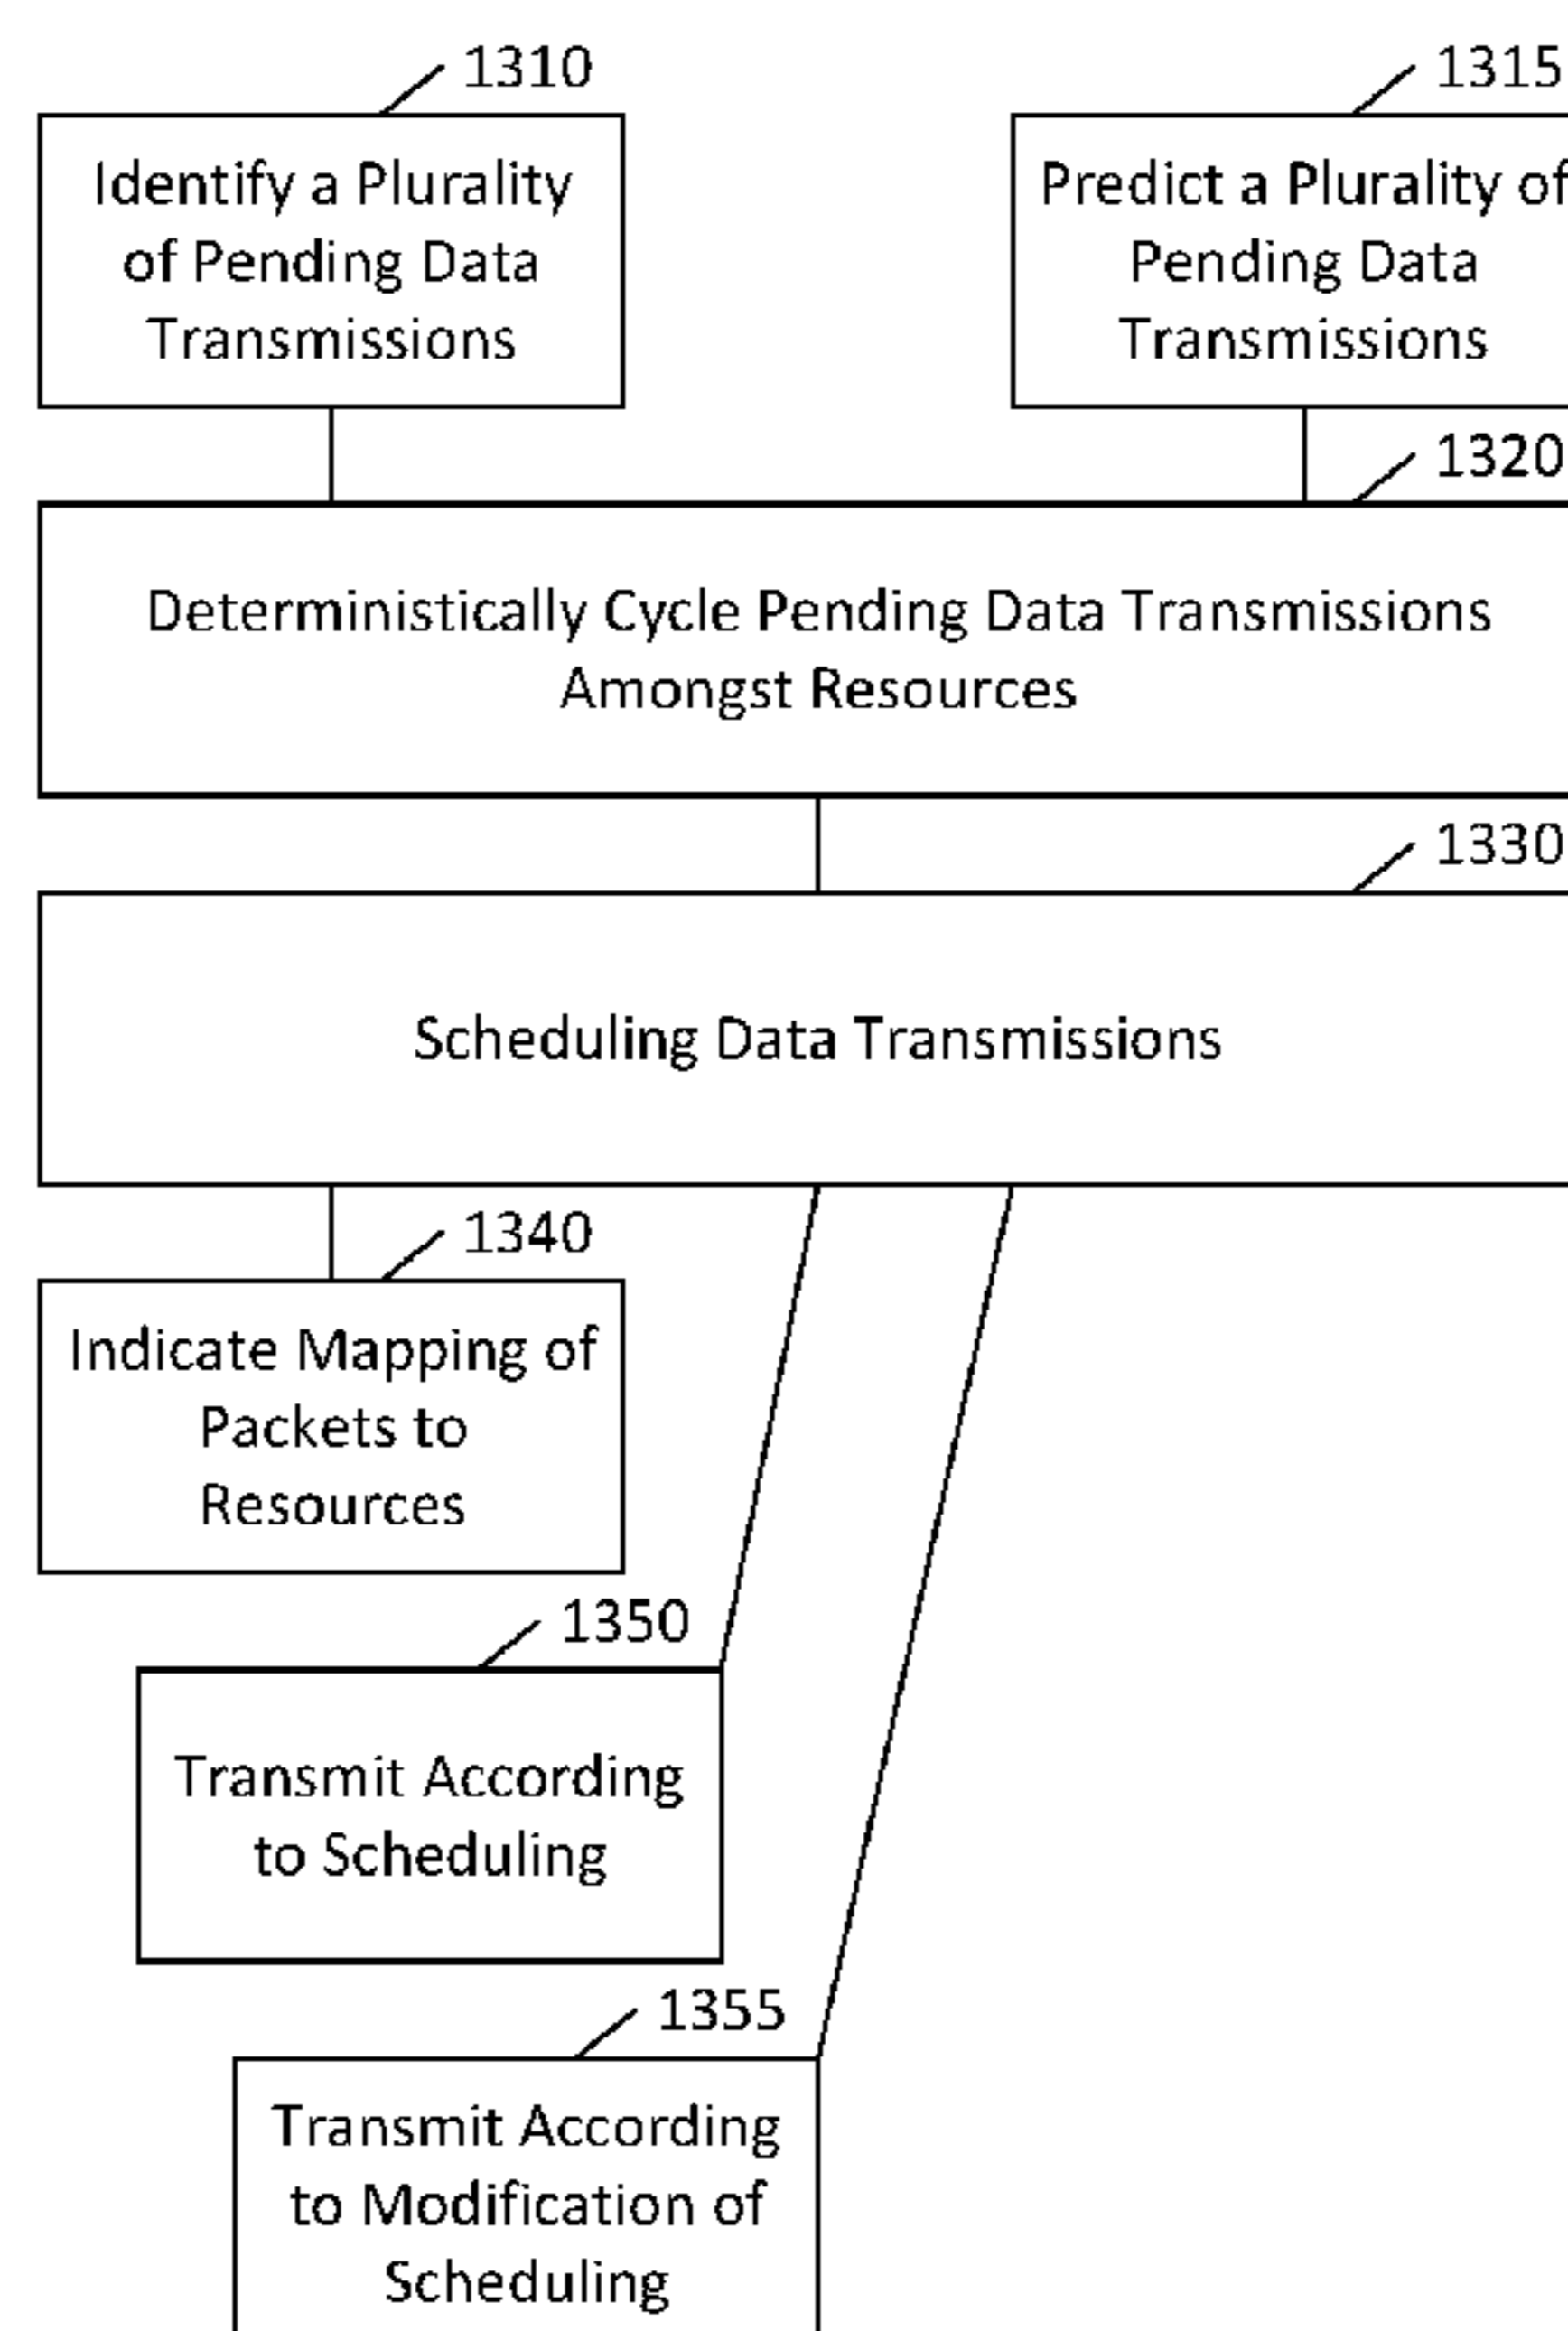 1310
Identify a Plurality
of Pending Data
Transmissions
1315
Predict a Plurality of
Pending Data
Transmissions
1320
Deterministically Cycle Pending Data Transmissions
Amongst Resources
1330
Scheduling Data Transmissions
1340
Indicate Mapping of
Packets to
Resources
1350
Transmit According
to Scheduling
1355
Transmit According
to Modification of
Scheduling